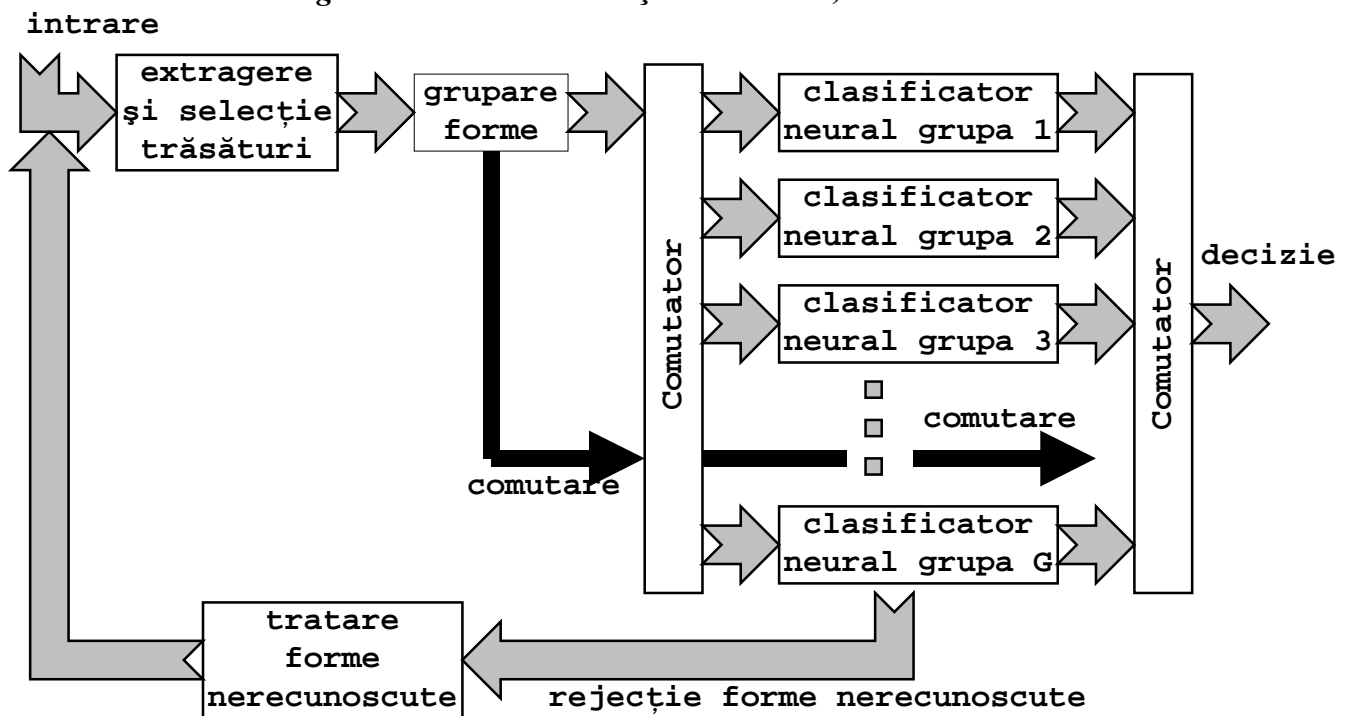 intrare
extragere
şi selecţie
trăsături
grupare
forme
Comutator
clasificator
neural grupa 1
clasificator
neural grupa 2
clasificator
neural grupa 3
comutare
comutare
clasificator
neural grupa G
Comutator
decizie
tratare
forme
nerecunoscute
rejecţie forme nerecunoscute